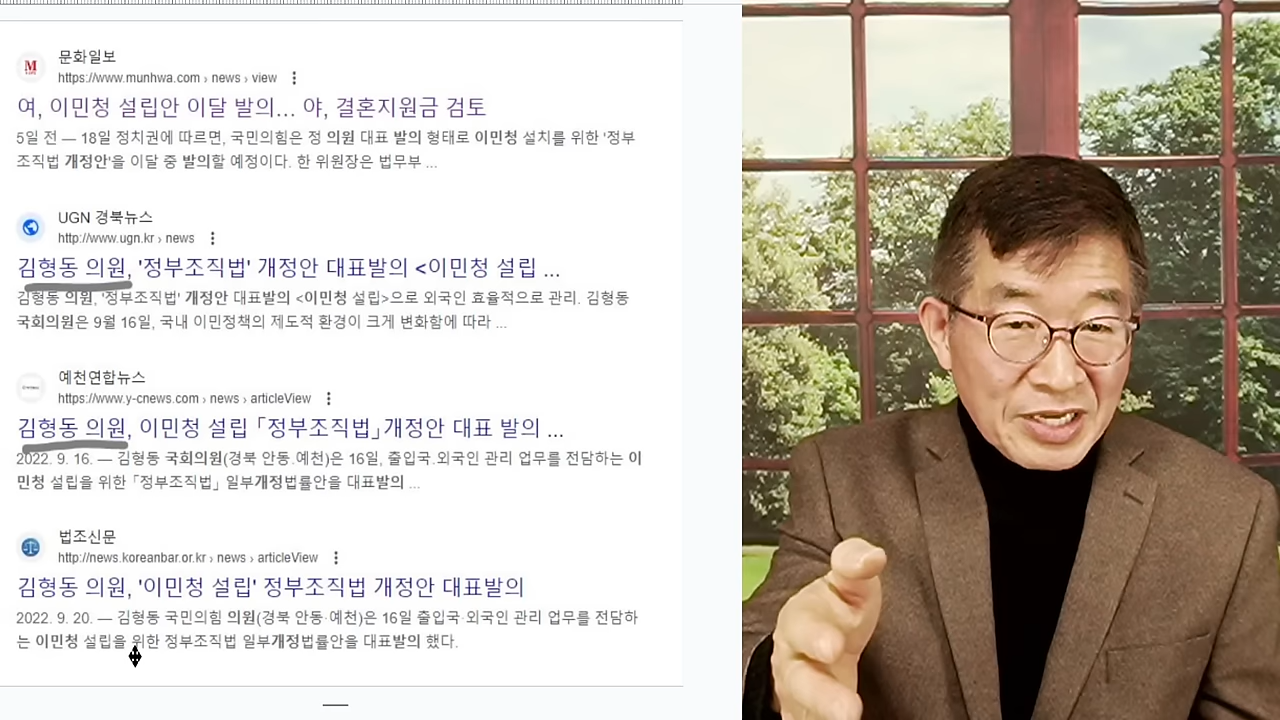 문화일보
https://www.munhwa.com › news › view
여, 이민청 설립안 이달 발의... 야, 결혼지원금 검토
5일 전 — 18일 정치권에 따르면, 국민의힘은 정 의원 대표 발의 형태로 이민청 설치를 위한 '정부
조직법 개정안'을 이달 중 발의할 예정이다. 한 위원장은 법무부 ...
UGN 경북뉴스
http://www.ugn.kr › news
김형동 의원, '정부조직법' 개정안 대표발의 <이민청 설립 ...
김형동 의원, '정부조직법' 개정안 대표발의 <이민청 설립>으로 외국인 효율적으로 관리. 김형동
국회의원은 9월 16일, 국내 이민정책의 제도적 환경이 크게 변화함에 따라 ...
예천연합뉴스
https://www.y-cnews.com › news › articleView
김형동 의원, 이민청 설립 ｢정부조직법｣개정안 대표 발의 ...
2022. 9. 16. — 김형동 국회의원(경북 안동·예천)은 16일, 출입국·외국인 관리 업무를 전담하는 이
민청 설립을 위한 ｢정부조직법｣ 일부개정법률안을 대표발의 ...
법조신문
http://news.koreanbar.or.kr › news › articleView
김형동 의원, '이민청 설립' 정부조직법 개정안 대표발의
2022. 9. 20. — 김형동 국민의힘 의원(경북 안동·예천)은 16일 출입국·외국인 관리 업무를 전담하
는 이민청 설립을 위한 정부조직법 일부개정법률안을 대표발의 했다.